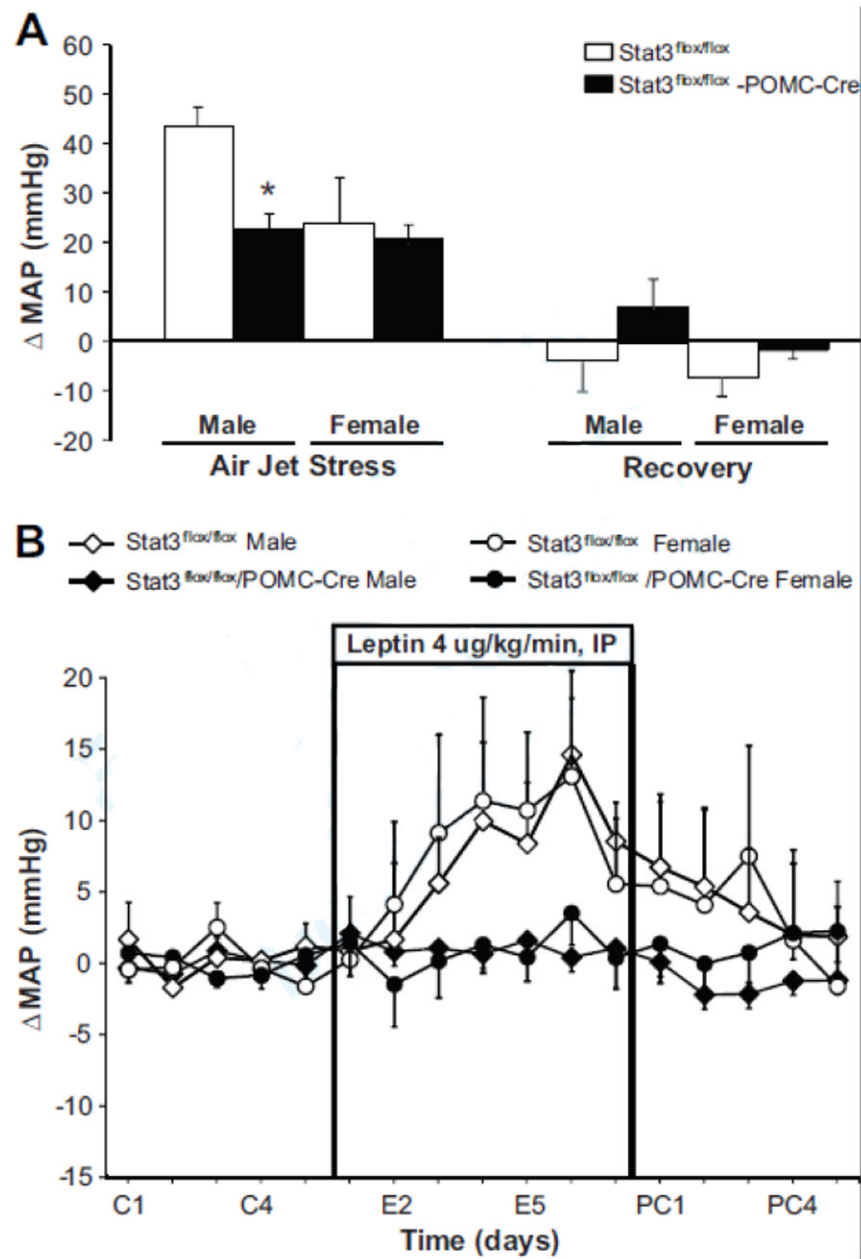 A
Stat3flox/flox
Stat3flox/flox -POMC-Cre
60
50
40
30
20
10
0
-10
-20
Δ MAP (mmHg)
*
Male Female Male Female
Air Jet Stress Recovery
B
Stat3flox/flox Male Stat3flox/flox Female
Stat3flox/flox/POMC-Cre Male Stat3flox/flox /POMC-Cre Female
Leptin 4 ug/kg/min, IP
20
15
10
5
0
-5
-10
-15
Δ MAP (mmHg)
C1 C4 E2 E5 PC1 PC4
Time (days)